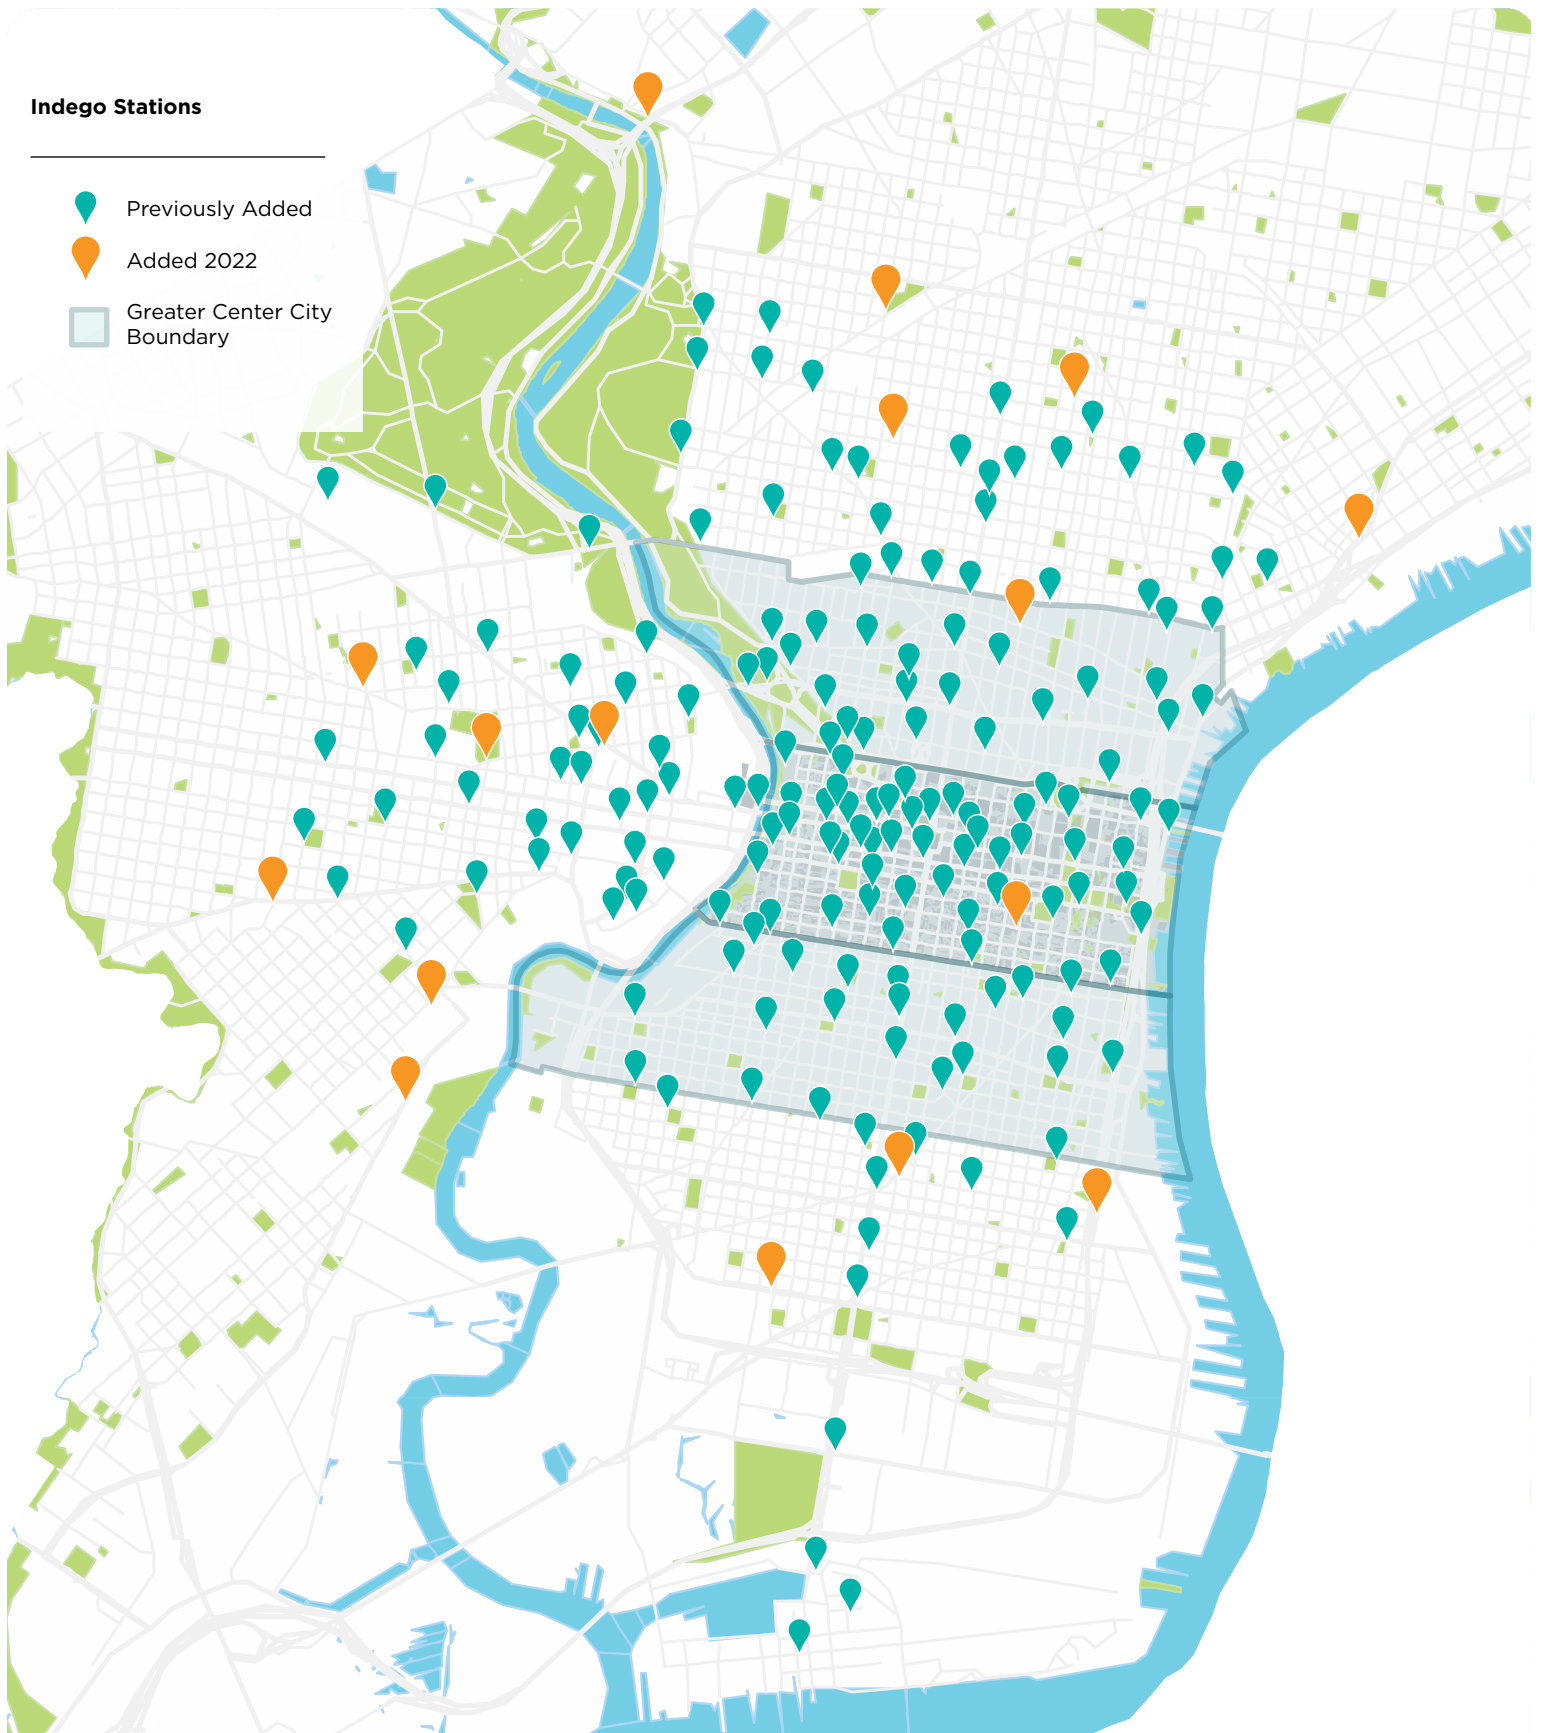 Indego Stations
Previously Added
Added 2022
Greater Center City
Boundary